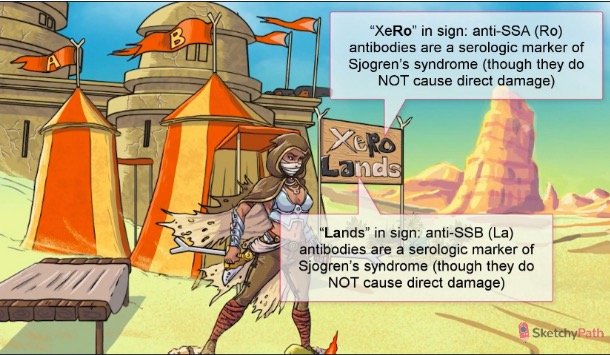 "XeRo" in sign: anti-SSA (Ro)
antibodies are a serologic marker of
Sjogren's syndrome (though they do
NOT cause direct damage)
A
B
XeRo
Lands
"Lands" in sign: anti-SSB (La)
antibodies are a serologic marker of
Sjogren's syndrome (though they do
NOT cause direct damage)
SketchyPath